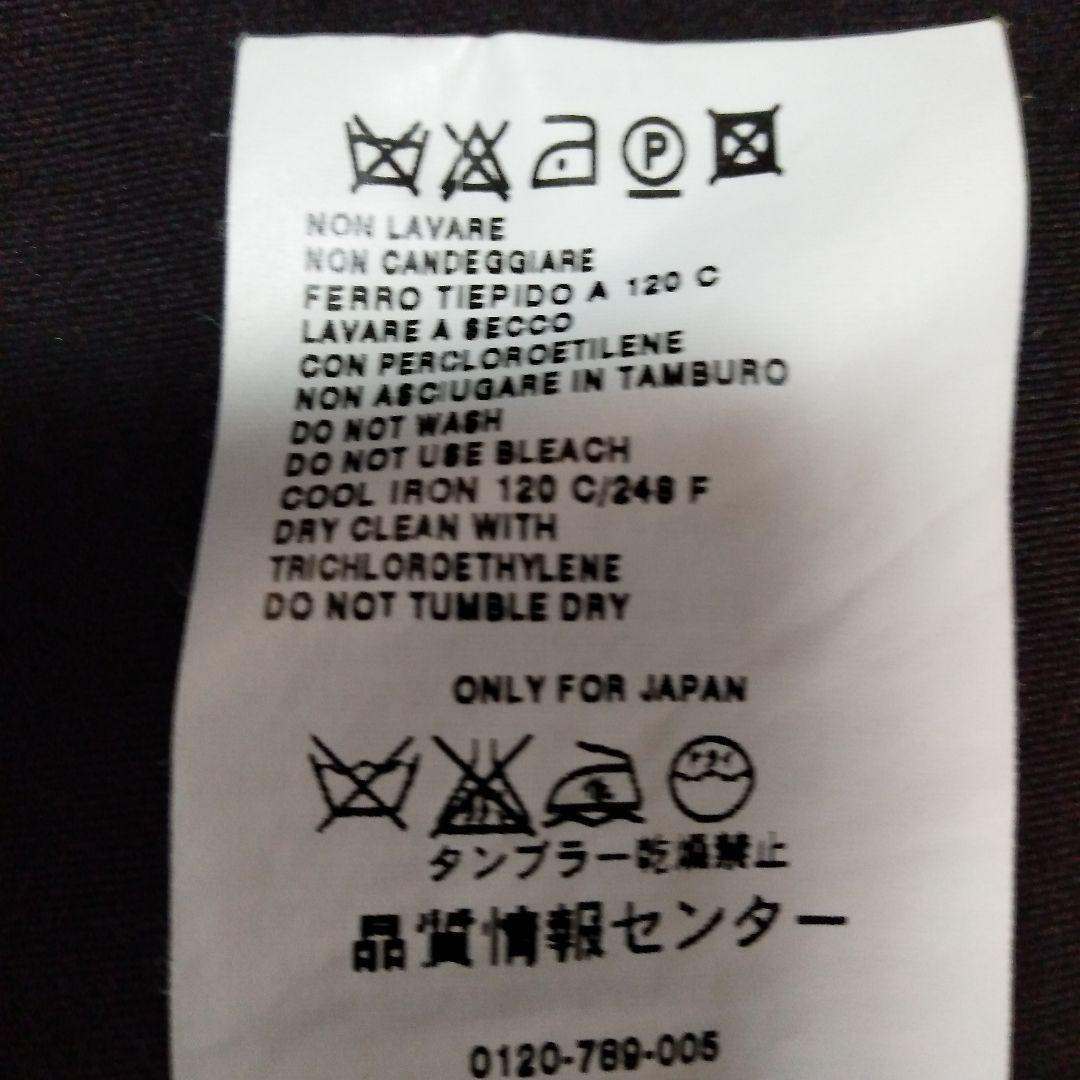 P
NON LAVARE
NON CANDEGGIARE
FERRO TIEPIDO A 120 C
LAVARE A SECCO
CON PERCLOROETILENE
NON ASCIUGARE IN TAMBURO
DO NOT WASH
DO NOT USE BLEACH
COOL IRON 120 C/248 F
DRY CLEAN WITH
TRICHLOROETHYLENE
DO NOT TUMBLE DRY
ONLY FOR JAPAN
タンブラー乾燥禁止
品質情報センター
0120-789-005